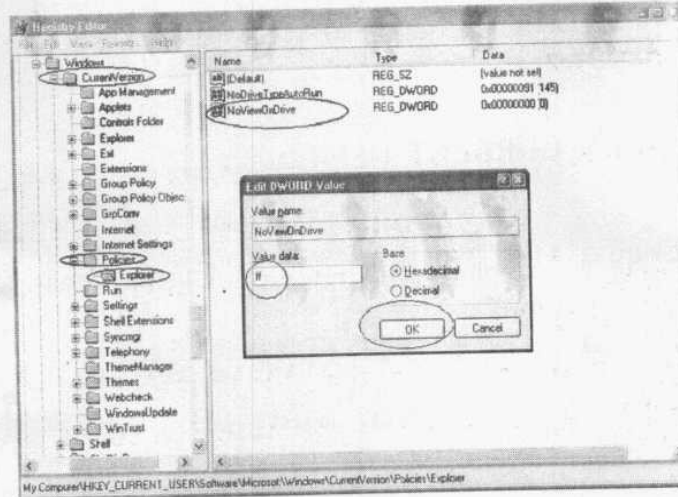 Registry Editor
File Edit View Favorites Help
Windows
CurrentVersion
App Management
Applets
Controls Folder
Explorer
Ext
Extensions
Group Policy
Group Policy Objec
GrpConv
Internet
Internet Settings
Policies
Explorer
Run
Settings
Shell Extensions
Syncmgr
Telephony
ThemeManager
Themes
Webcheck
WindowsUpdate
WinTrust
Shell
Name Type Data
(Default) REG_SZ (value not set)
NoDriveTypeAutoRun REG_DWORD 0x00000091 (145)
NoViewOnDrive REG_DWORD 0x00000000 (0)
Edit DWORD Value
Value name:
NoViewOnDrive
Value data:
ff
Base
Hexadecimal
Decimal
OK Cancel
My Computer\HKEY_CURRENT_USER\Software\Microsoft\Windows\CurrentVersion\Policies\Explorer